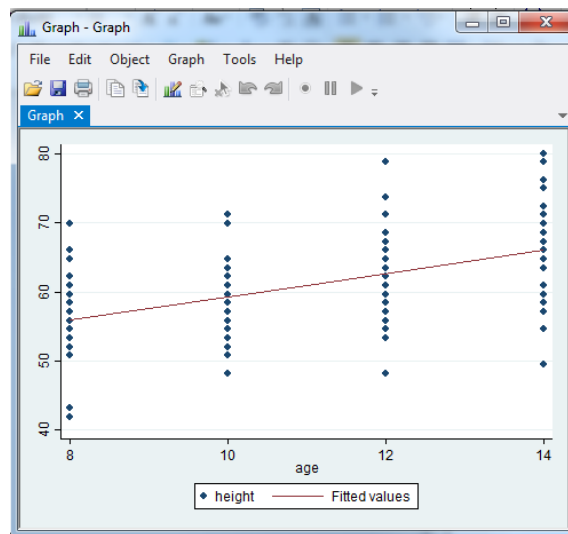 Graph - Graph
File Edit Object Graph Tools Help
Graph
80
70
60
50
40
8 10 12 14
age
height Fitted values